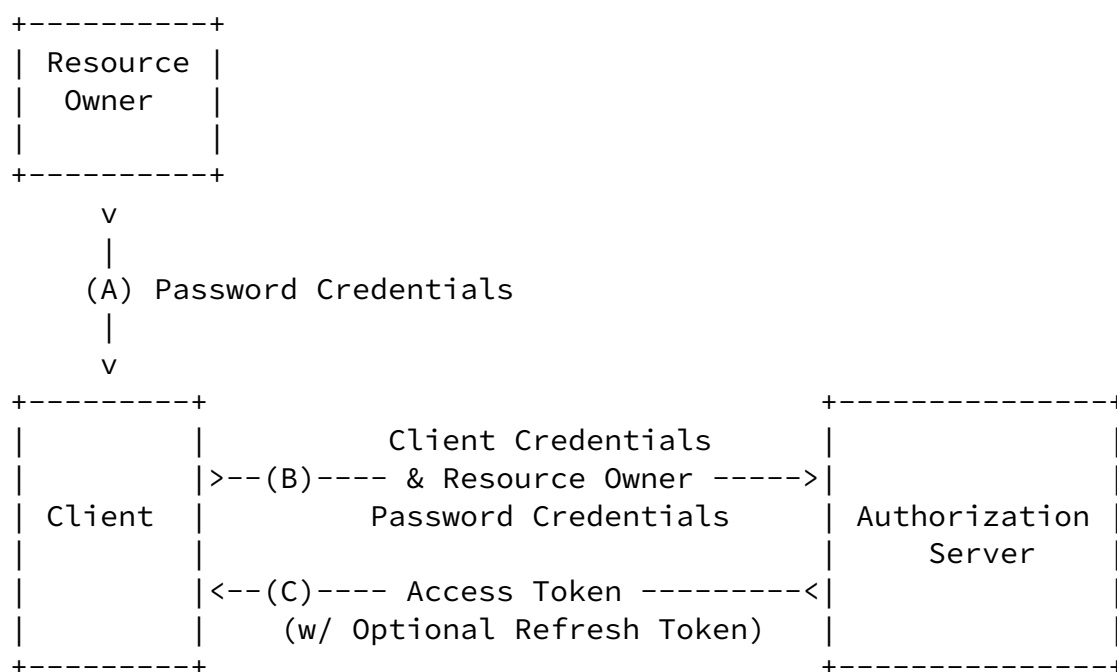 +----------+
| Resource |
|  Owner   |
|          |
+----------+
     v
     |
    (A) Password Credentials
     |
     v
+---------+                                  +---------------+
|         |          Client Credentials      |               |
|         |>--(B)---- & Resource Owner ----->|               |
| Client  |         Password Credentials     | Authorization |
|         |                                  |     Server    |
|         |<--(C)---- Access Token ---------<|               |
|         |    (w/ Optional Refresh Token)   |               |
+---------+                                  +---------------+